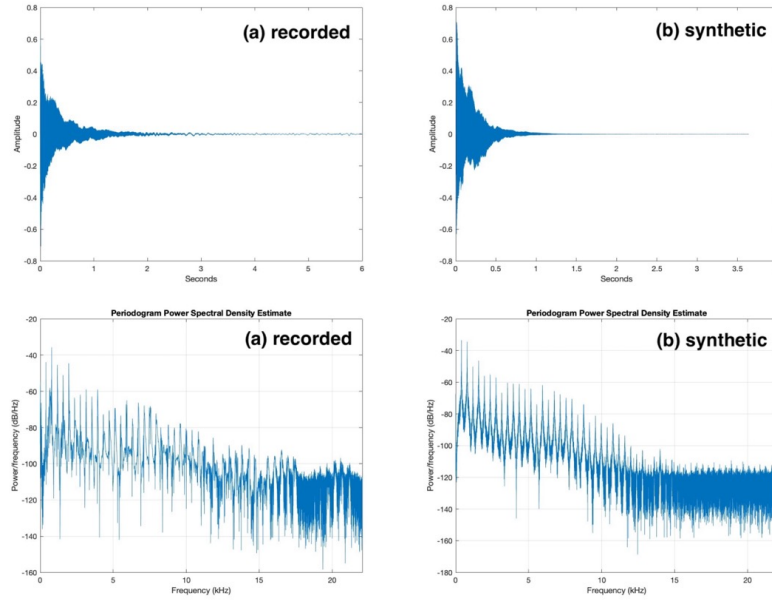 (a) recorded
0.8
0.6
0.4
0.2
0
-0.2
-0.4
-0.6
-0.8
Amplitude
0 1 2 3 4 5 6
Seconds
(b) synthetic
0.8
0.6
0.4
0.2
0
-0.2
-0.4
-0.6
-0.8
Amplitude
0 0.5 1 1.5 2 2.5 3 3.5
Seconds
Periodogram Power Spectral Density Estimate
(a) recorded
-20
-40
-60
-80
-100
-120
-140
-160
Power/frequency (dB/Hz)
0 5 10 15 20
Frequency (kHz)
Periodogram Power Spectral Density Estimate
(b) synthetic
-20
-40
-60
-80
-100
-120
-140
-160
-180
Power/frequency (dB/Hz)
0 5 10 15 20
Frequency (kHz)